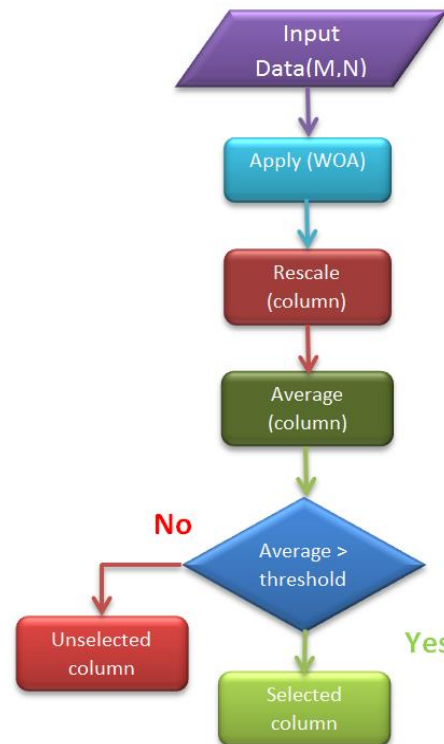 Input
Data(M,N)
Apply (WOA)
Rescale
(column)
Average
(column)
Average >
threshold
No
Unselected
column
Yes
Selected
column